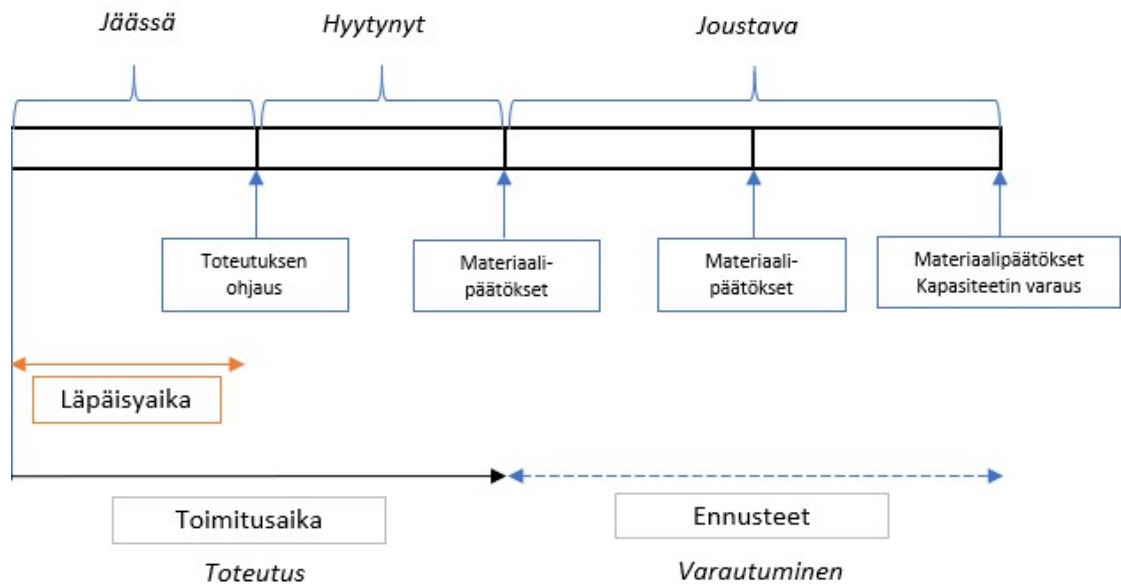 Jäässä
Hyytynyt
Joustava
Toteutuksen
ohjaus
Materiaali-
päätökset
Materiaali-
päätökset
Materiaalipäätökset
Kapasiteetin varaus
Läpäisyaika
Toimitusaika
Ennusteet
Toteutus
Varautuminen